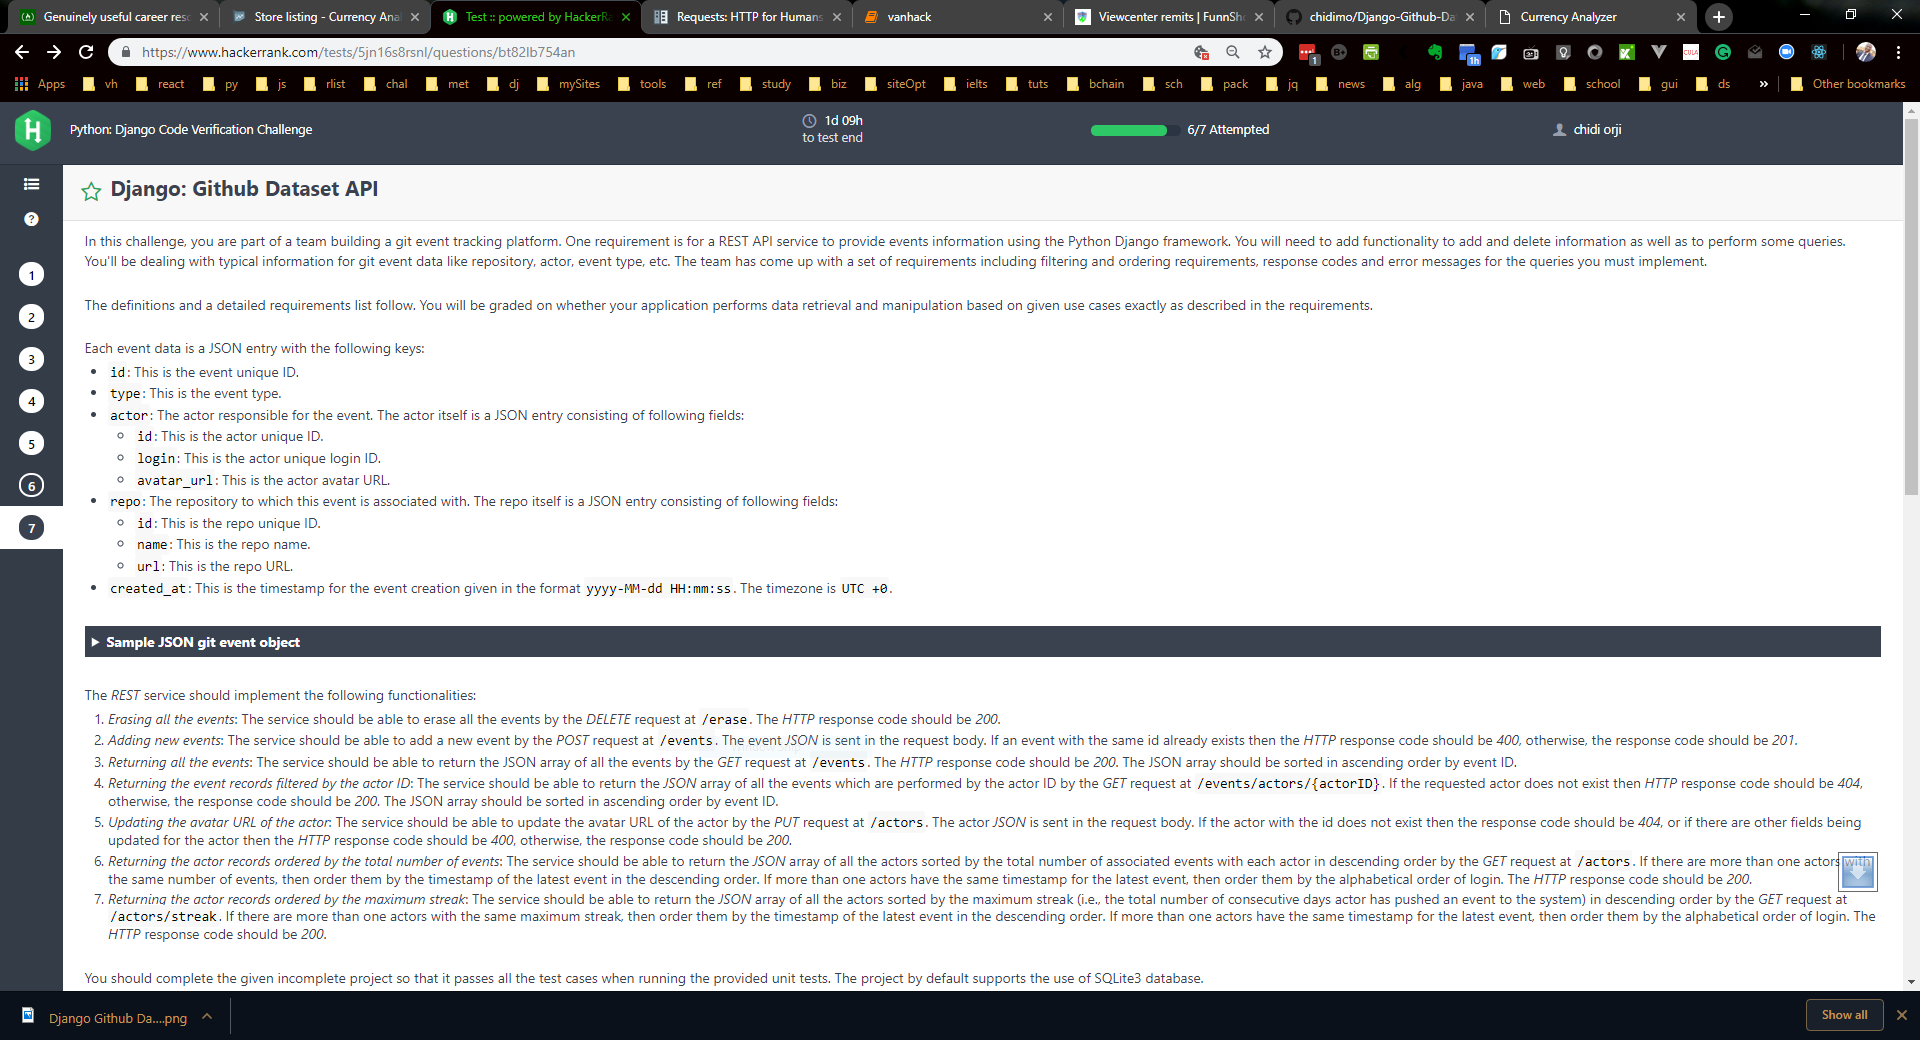 Genuinely useful career res
Store listing - Currency Ana
Test :: powered by HackerRa
Requests: HTTP for Humans
vanhack
Viewcenter remits | FunnSho
chidimo/Django-Github-Da
Currency Analyzer
https://www.hackerrank.com/tests/5jn16s8rsnl/questions/bt82lb754an
Apps vh react py js rlist chal met dj mySites tools ref study biz siteOpt ielts tuts bchain sch pack jq news alg java web school gui ds » Other bookmarks
Python: Django Code Verification Challenge
1d 09h
to test end
6/7 Attempted
chidi orji
1
2
3
4
5
6
7
Django: Github Dataset API
In this challenge, you are part of a team building a git event tracking platform. One requirement is for a REST API service to provide events information using the Python Django framework. You will need to add functionality to add and delete information as well as to perform some queries.
You'll be dealing with typical information for git event data like repository, actor, event type, etc. The team has come up with a set of requirements including filtering and ordering requirements, response codes and error messages for the queries you must implement.
The definitions and a detailed requirements list follow. You will be graded on whether your application performs data retrieval and manipulation based on given use cases exactly as described in the requirements.
Each event data is a JSON entry with the following keys:
• id: This is the event unique ID.
• type: This is the event type.
• actor: The actor responsible for the event. The actor itself is a JSON entry consisting of following fields:
○ id: This is the actor unique ID.
○ login: This is the actor unique login ID.
○ avatar_url: This is the actor avatar URL.
• repo: The repository to which this event is associated with. The repo itself is a JSON entry consisting of following fields:
○ id: This is the repo unique ID.
○ name: This is the repo name.
○ url: This is the repo URL.
• created_at: This is the timestamp for the event creation given in the format yyyy-MM-dd HH:mm:ss. The timezone is UTC +0.
Sample JSON git event object
The REST service should implement the following functionalities:
1. Erasing all the events: The service should be able to erase all the events by the DELETE request at /erase. The HTTP response code should be 200.
2. Adding new events: The service should be able to add a new event by the POST request at /events. The event JSON is sent in the request body. If an event with the same id already exists then the HTTP response code should be 400, otherwise, the response code should be 201.
3. Returning all the events: The service should be able to return the JSON array of all the events by the GET request at /events. The HTTP response code should be 200. The JSON array should be sorted in ascending order by event ID.
4. Returning the event records filtered by the actor ID: The service should be able to return the JSON array of all the events which are performed by the actor ID by the GET request at /events/actors/{actorID}. If the requested actor does not exist then HTTP response code should be 404,
otherwise, the response code should be 200. The JSON array should be sorted in ascending order by event ID.
5. Updating the avatar URL of the actor: The service should be able to update the avatar URL of the actor by the PUT request at /actors. The actor JSON is sent in the request body. If the actor with the id does not exist then the response code should be 404, or if there are other fields being
updated for the actor then the HTTP response code should be 400, otherwise, the response code should be 200.
6. Returning the actor records ordered by the total number of events: The service should be able to return the JSON array of all the actors sorted by the total number of associated events with each actor in descending order by the GET request at /actors. If there are more than one actors with
the same number of events, then order them by the timestamp of the latest event in the descending order. If more than one actors have the same timestamp for the latest event, then order them by the alphabetical order of login. The HTTP response code should be 200.
7. Returning the actor records ordered by the maximum streak: The service should be able to return the JSON array of all the actors sorted by the maximum streak (i.e., the total number of consecutive days actor has pushed an event to the system) in descending order by the GET request at
/actors/streak. If there are more than one actors with the same maximum streak, then order them by the timestamp of the latest event in the descending order. If more than one actors have the same timestamp for the latest event, then order them by the alphabetical order of login. The
HTTP response code should be 200.
You should complete the given incomplete project so that it passes all the test cases when running the provided unit tests. The project by default supports the use of SQLite3 database.
Django Github Da....png
Show all